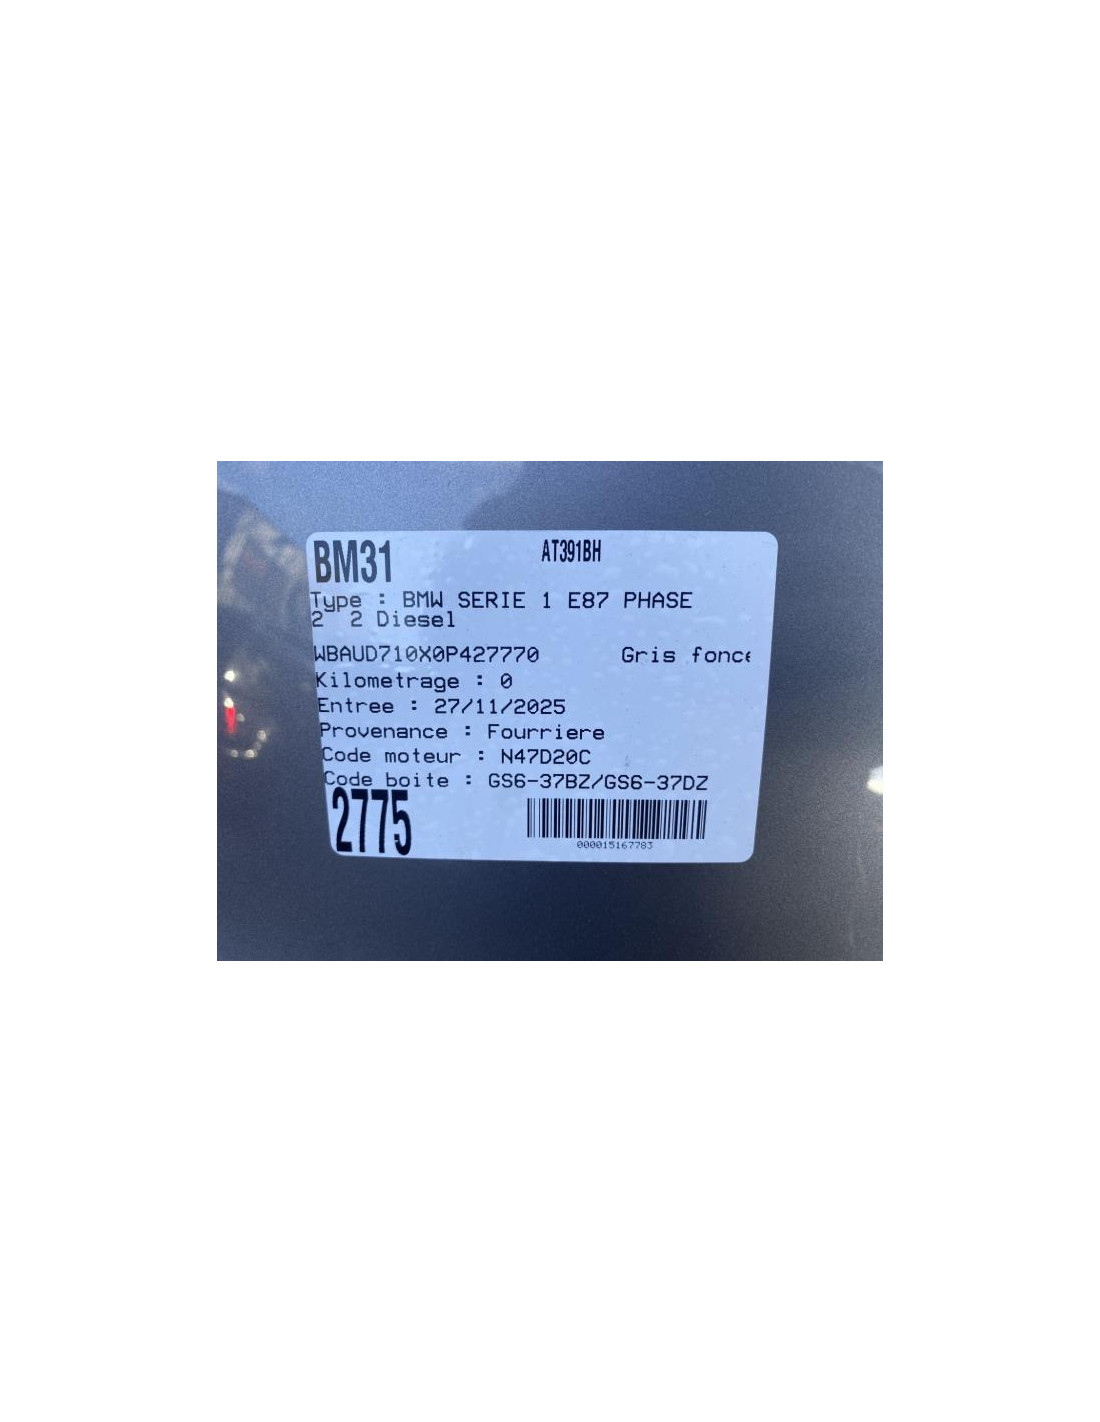 BM31
AT391BH
Type : BMW SERIE 1 E87 PHASE
2 2 Diesel
WBAUD710X0P427770 Gris fonce
Kilometrage : 0
Entree : 27/11/2025
Provenance : Fourriere
Code moteur : N47D20C
Code boite : GS6-37BZ/GS6-37DZ
2775
000015167783